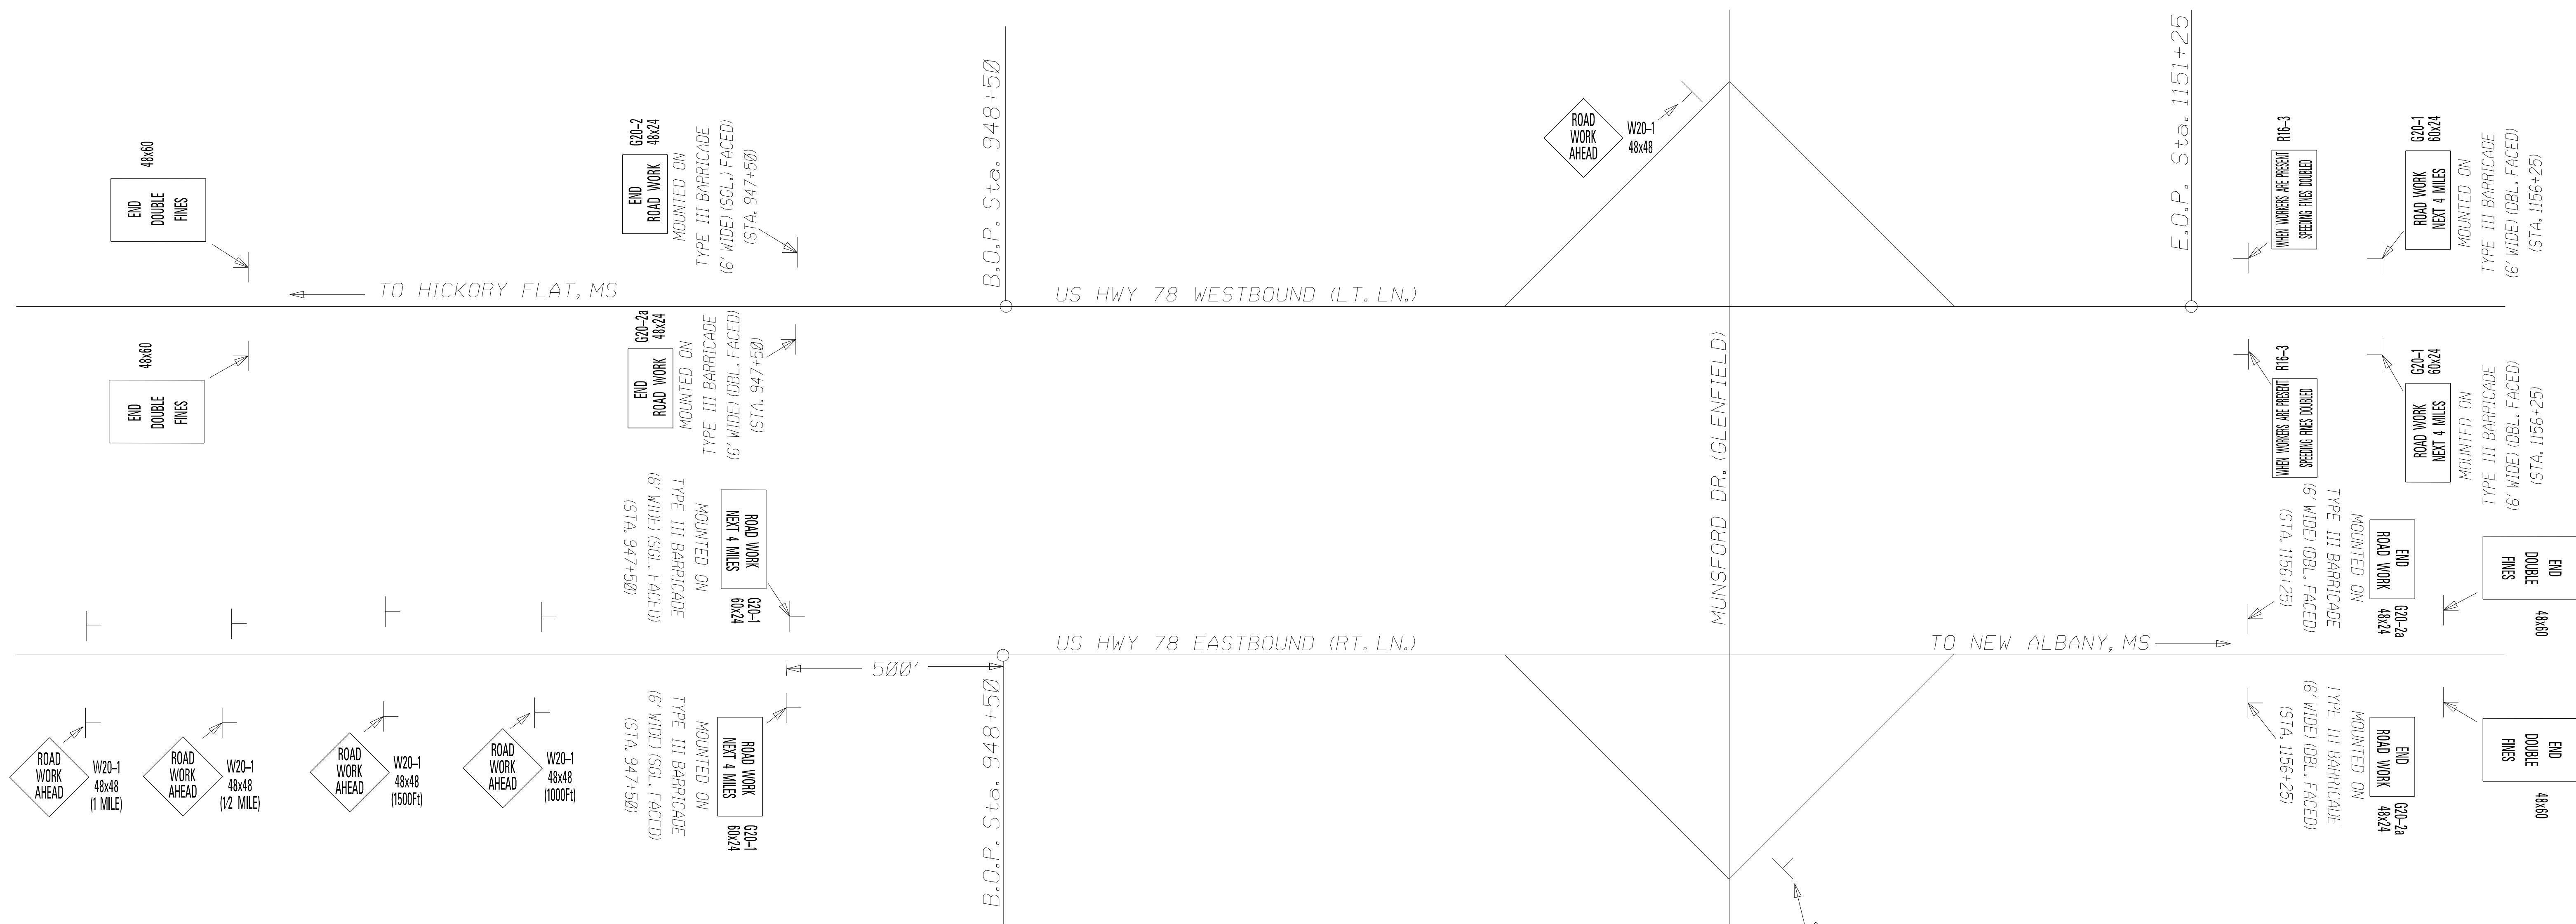 48x60
END
DOUBLE
FINES
G20-2
48x24
END
ROAD WORK
MOUNTED ON
TYPE III BARRICADE
(6' WIDE) (SGL.) FACED)
(STA. 947+50)
B.O.P. Sta. 948+50
ROAD
WORK
AHEAD
W20-1
48x48
E.O.P. Sta. 1151+25
R16-3
WHEN WORKERS ARE PRESENT
SPEEDING FINES DOUBLED
G20-1
60x24
ROAD WORK
NEXT 4 MILES
MOUNTED ON
TYPE III BARRICADE
(6' WIDE) (DBL. FACED)
(STA. 1156+25)
TO HICKORY FLAT, MS
US HWY 78 WESTBOUND (LT. LN.)
48x60
END
DOUBLE
FINES
G20-2a
48x24
END
ROAD WORK
MOUNTED ON
TYPE III BARRICADE
(6' WIDE) (DBL. FACED)
(STA. 947+50)
MUNSFORD DR. (GLENFIELD)
R16-3
WHEN WORKERS ARE PRESENT
SPEEDING FINES DOUBLED
G20-1
60x24
ROAD WORK
NEXT 4 MILES
MOUNTED ON
TYPE III BARRICADE
(6' WIDE) (DBL. FACED)
(STA. 1156+25)
ROAD WORK
NEXT 4 MILES
G20-1
60x24
MOUNTED ON
TYPE III BARRICADE
(6' WIDE) (SGL. FACED)
(STA. 947+50)
END
ROAD WORK
G20-2a
48x24
MOUNTED ON
TYPE III BARRICADE
(6' WIDE) (DBL. FACED)
(STA. 1156+25)
END
DOUBLE
FINES
48x60
US HWY 78 EASTBOUND (RT. LN.)
TO NEW ALBANY, MS
500'
ROAD
WORK
AHEAD
W20-1
48x48
(1 MILE)
ROAD
WORK
AHEAD
W20-1
48x48
(1/2 MILE)
ROAD
WORK
AHEAD
W20-1
48x48
(1500Ft)
ROAD
WORK
AHEAD
W20-1
48x48
(1000Ft)
ROAD WORK
NEXT 4 MILES
G20-1
60x24
MOUNTED ON
TYPE III BARRICADE
(6' WIDE) (SGL. FACED)
(STA. 947+50)
B.O.P. Sta. 948+50
END
ROAD WORK
G20-2a
48x24
MOUNTED ON
TYPE III BARRICADE
(6' WIDE) (DBL. FACED)
(STA. 1156+25)
END
DOUBLE
FINES
48x60